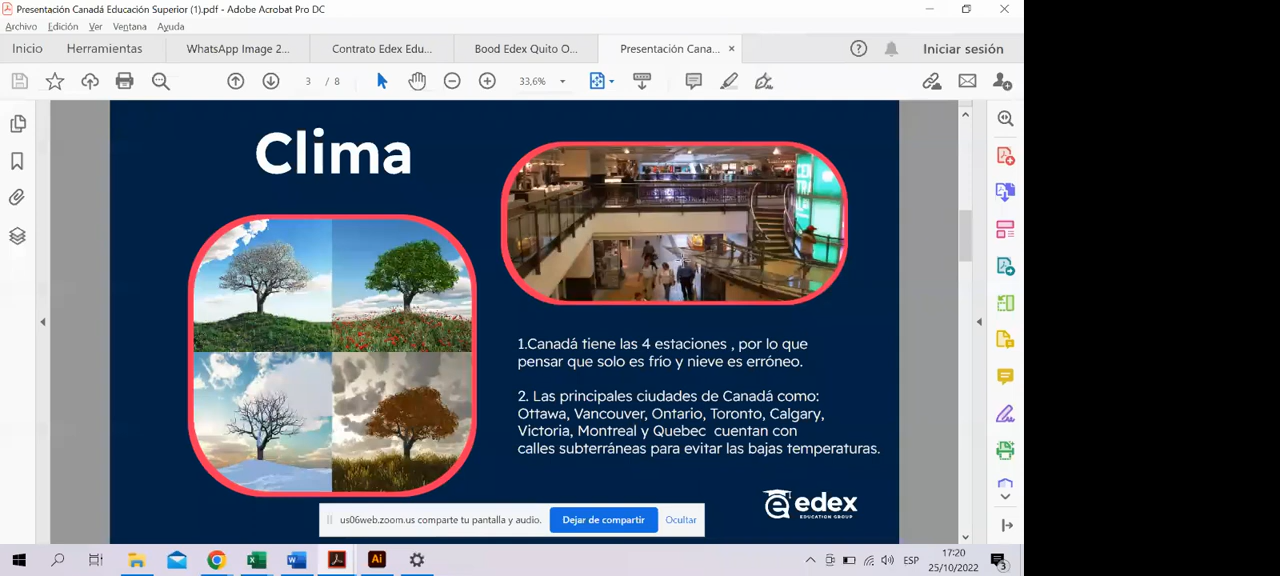 Presentación Canadá Educación Superior (1).pdf - Adobe Acrobat Pro DC
Archivo Edición Ver Ventana Ayuda
Inicio Herramientas WhatsApp Image 2... Contrato Edex Edu... Bood Edex Quito O... Presentación Cana... × Iniciar sesión
3 / 8 33,6%
Clima
CENTRAL
1.Canadá tiene las 4 estaciones , por lo que
pensar que solo es frío y nieve es erróneo.
2. Las principales ciudades de Canadá como:
Ottawa, Vancouver, Ontario, Toronto, Calgary,
Victoria, Montreal y Quebec cuentan con
calles subterráneas para evitar las bajas temperaturas.
edex
EDUCATION GROUP
us06web.zoom.us comparte tu pantalla y audio. Dejar de compartir Ocultar
ESP
17:20
25/10/2022
3